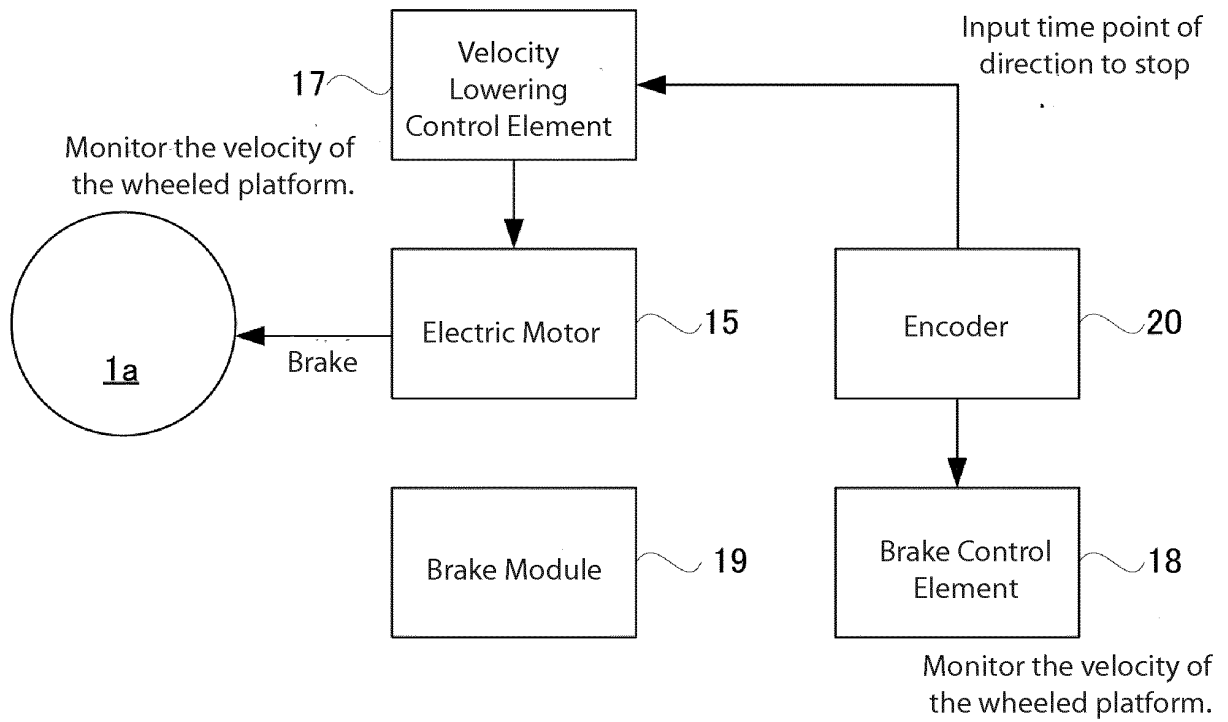 Input time point of
direction to stop
Velocity
Lowering
Control Element
17
Monitor the velocity of
the wheeled platform.
1a
Brake
Electric Motor
15
Encoder
20
Brake Module
19
Brake Control
Element
18
Monitor the velocity of
the wheeled platform.